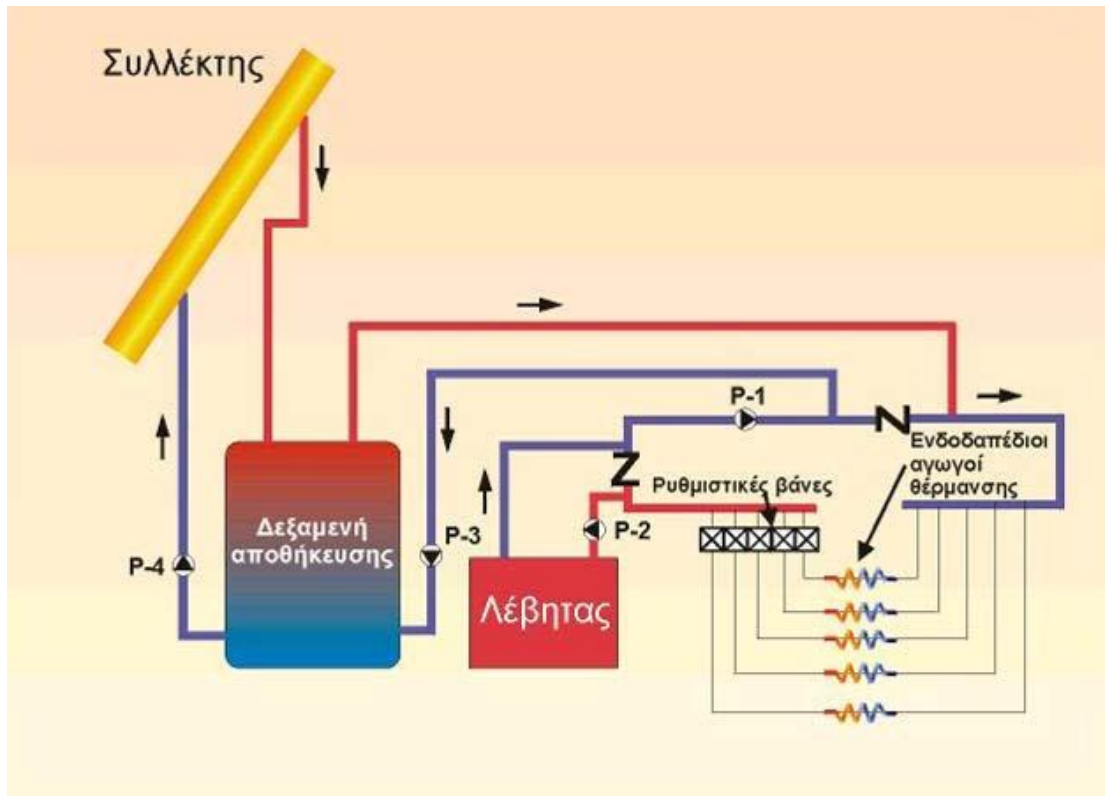 Συλλέκτης
P-1
Ενδοδαπέδιοι
αγωγοί
θέρμανσης
Ρυθμιστικές βάνες
Δεξαμενή
αποθήκευσης
P-4
P-3
P-2
Λέβητας